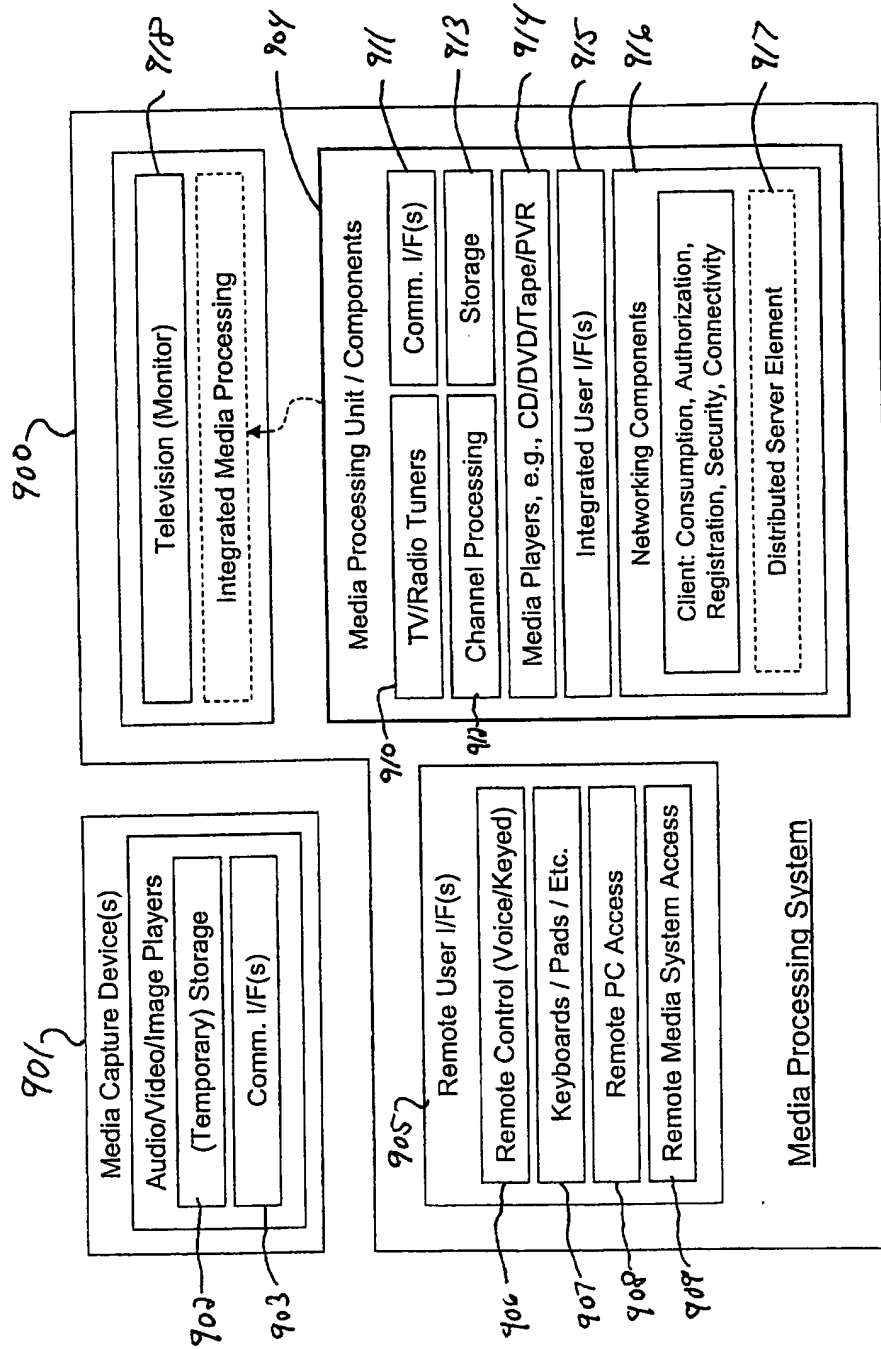 901
Media Capture Device(s)
Audio/Video/Image Players
(Temporary) Storage
Comm. I/F(s)
902
903
900
Television (Monitor)
918
Integrated Media Processing
904
Media Processing Unit / Components
TV/Radio Tuners
Comm. I/F(s)
910
911
Channel Processing
Storage
912
913
Media Players, e.g., CD/DVD/Tape/PVR
914
Integrated User I/F(s)
915
Networking Components
916
Client: Consumption, Authorization,
Registration, Security, Connectivity
Distributed Server Element
917
905
Remote User I/F(s)
Remote Control (Voice/Keyed)
906
Keyboards / Pads / Etc.
907
Remote PC Access
908
Remote Media System Access
909
Media Processing System